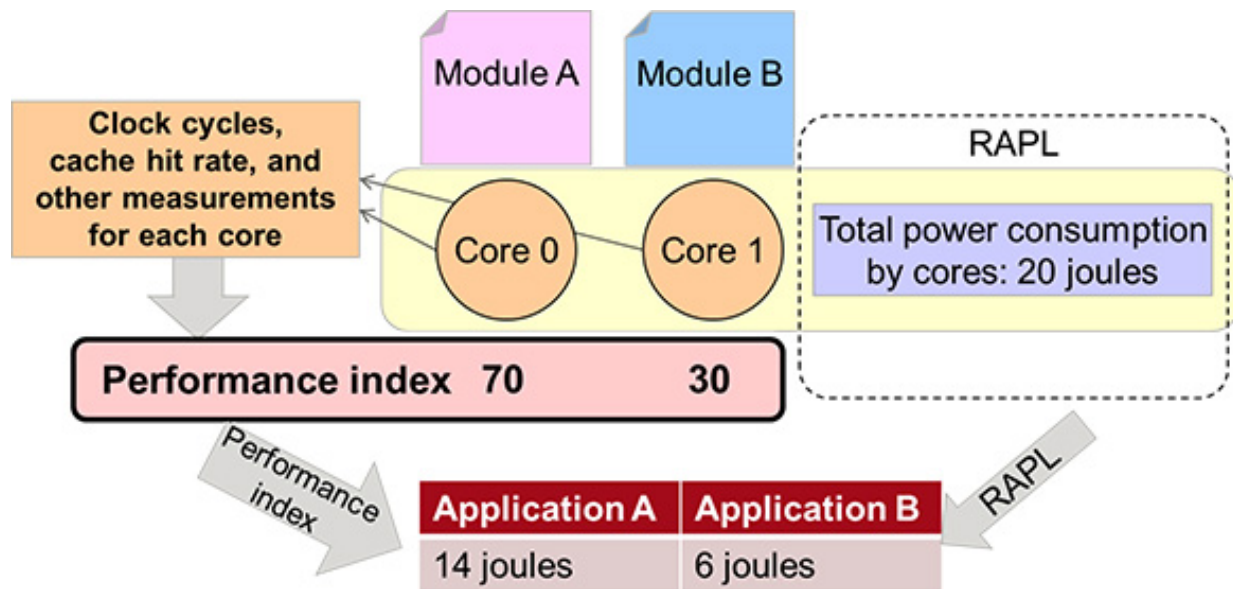 Module A
Module B
Clock cycles,
cache hit rate, and
other measurements
for each core
RAPL
Core 0
Core 1
Total power consumption
by cores: 20 joules
Performance index 70 30
Performance
index
RAPL
Application A Application B
14 joules 6 joules